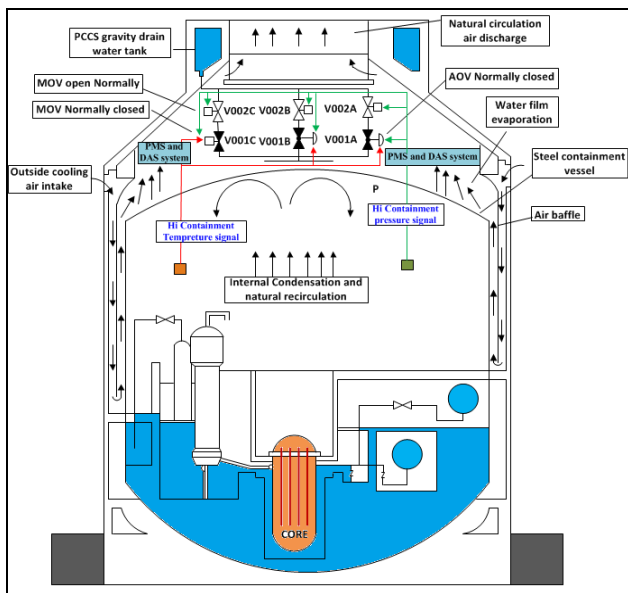 PCCS gravity drain
water tank
Natural circulation
air discharge
MOV open Normally
MOV Normally closed
AOV Normally closed
V002C
V002B
V002A
V001C
V001B
V001A
Water film
evaporation
PMS and
DAS system
PMS and DAS system
Outside cooling
air intake
Steel containment
vessel
P
Hi Containment
Tempreture signal
Hi Containment
pressure signal
Air baffle
Internal Condensation and
natural recirculation
CORE